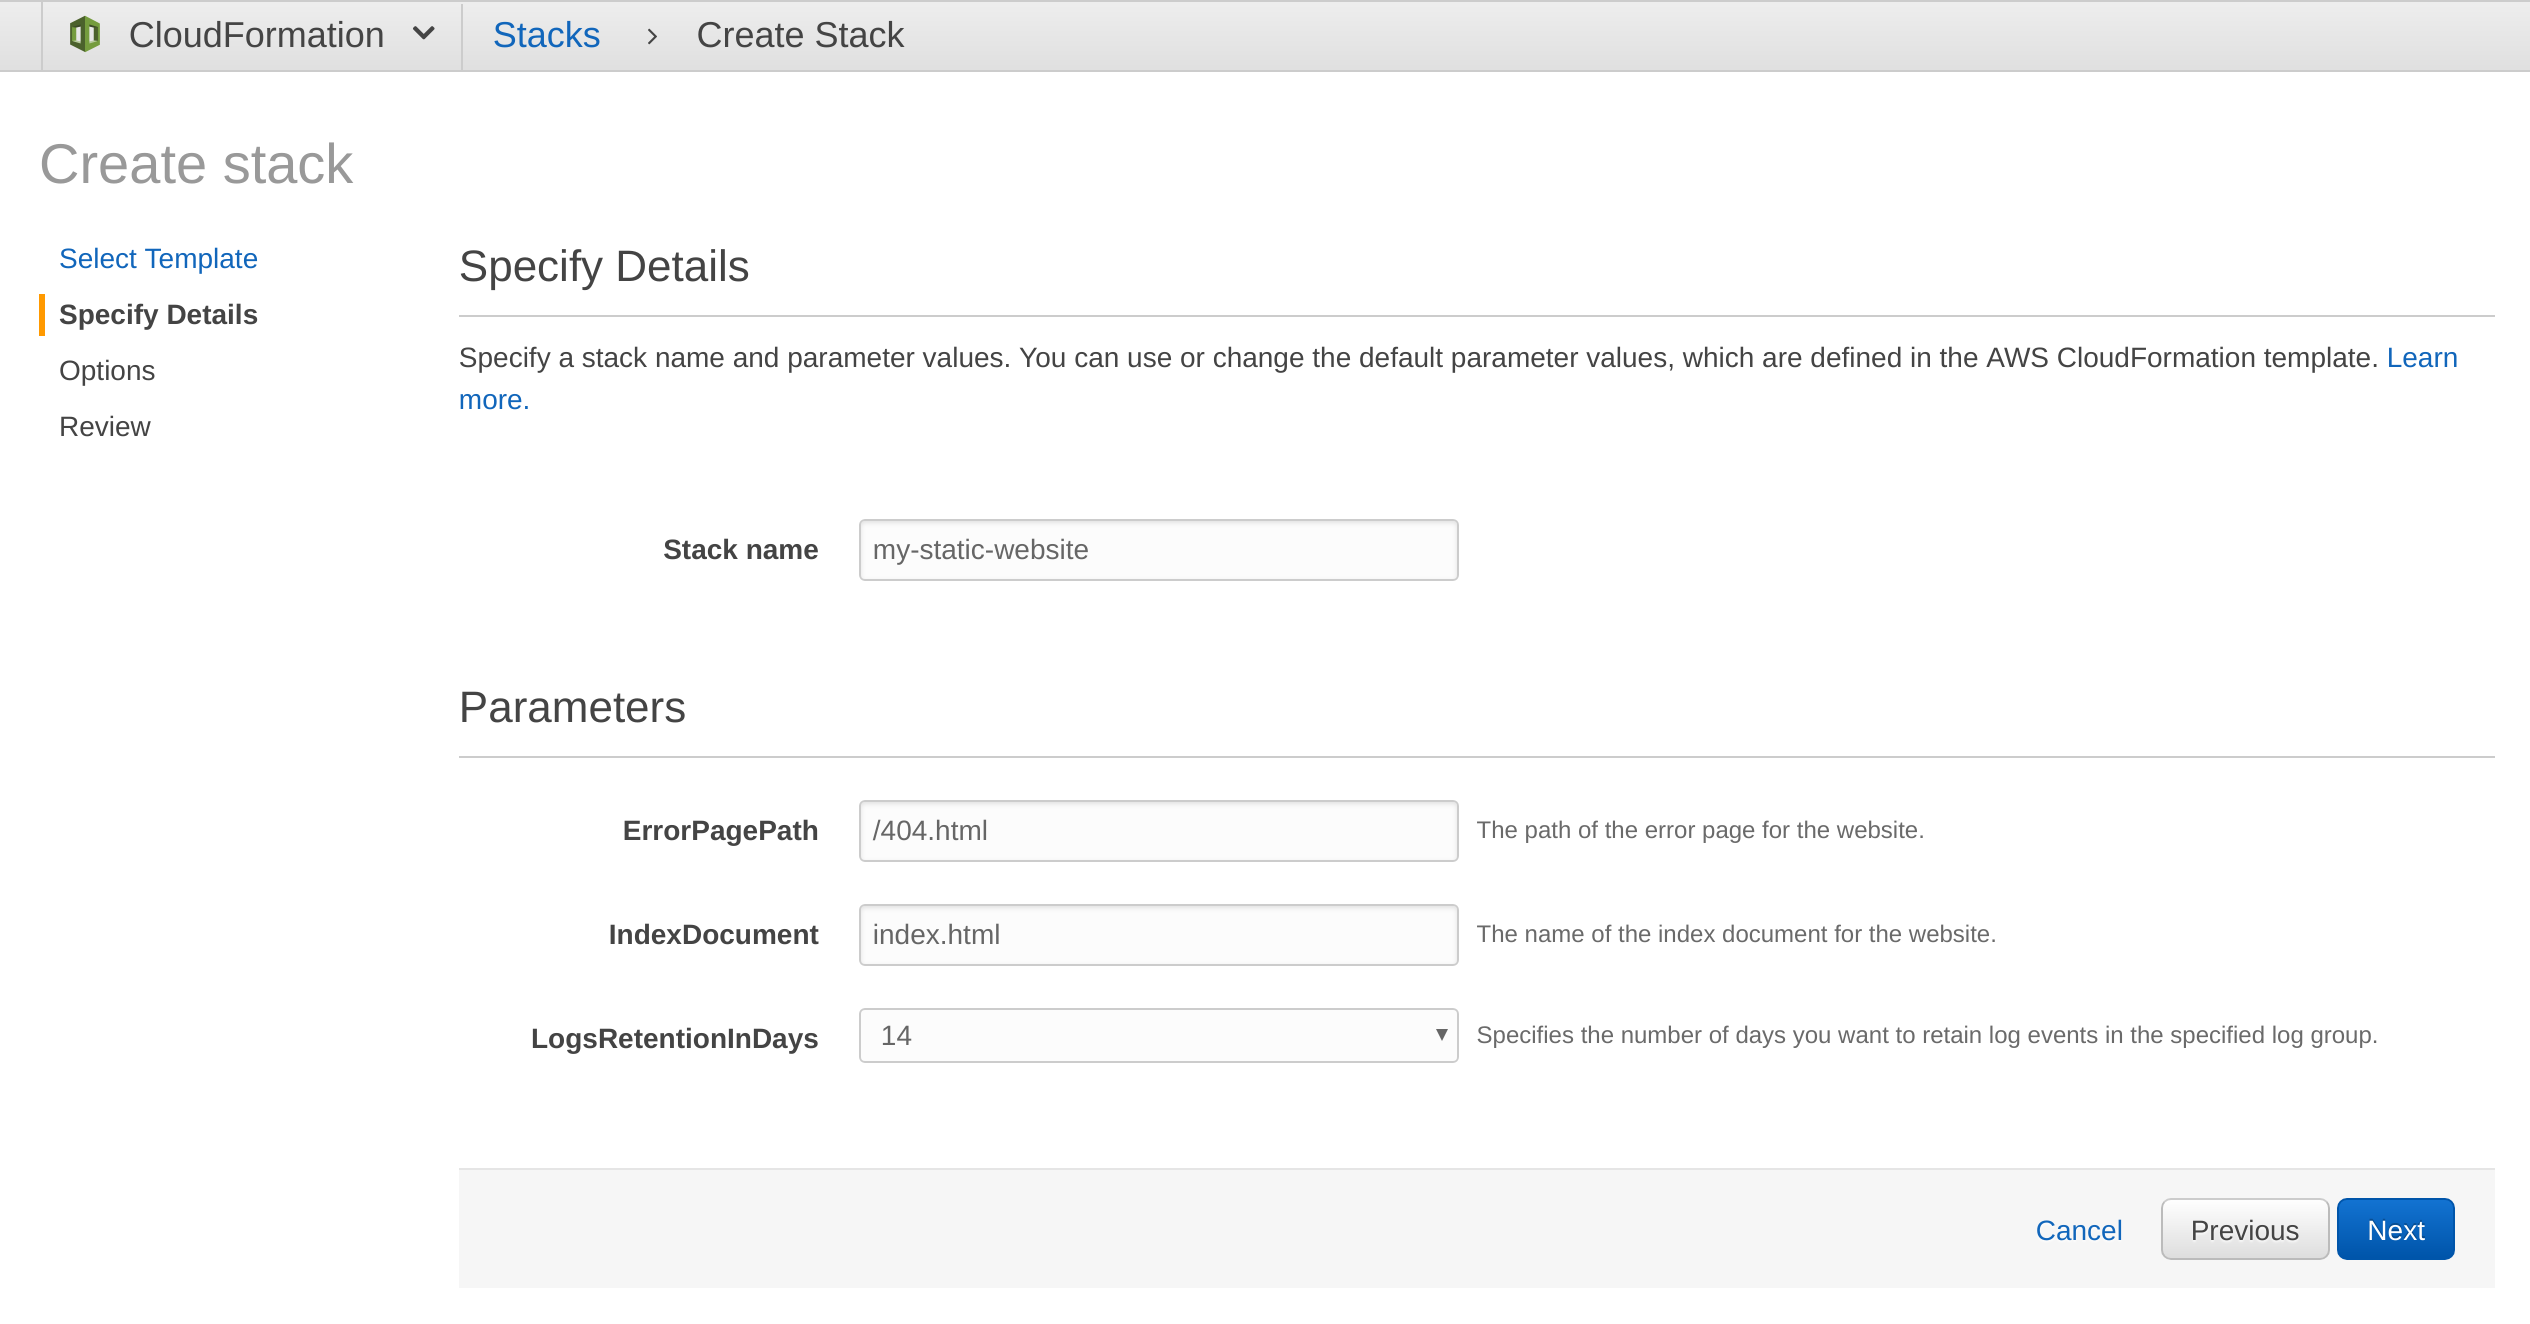 CloudFormation Stacks > Create Stack
Create stack
Select Template
Specify Details
Options
Review
Specify Details
Specify a stack name and parameter values. You can use or change the default parameter values, which are defined in the AWS CloudFormation template. Learn
more.
Stack name my-static-website
Parameters
ErrorPagePath /404.html The path of the error page for the website.
IndexDocument index.html The name of the index document for the website.
LogsRetentionInDays 14 Specifies the number of days you want to retain log events in the specified log group.
Cancel Previous Next